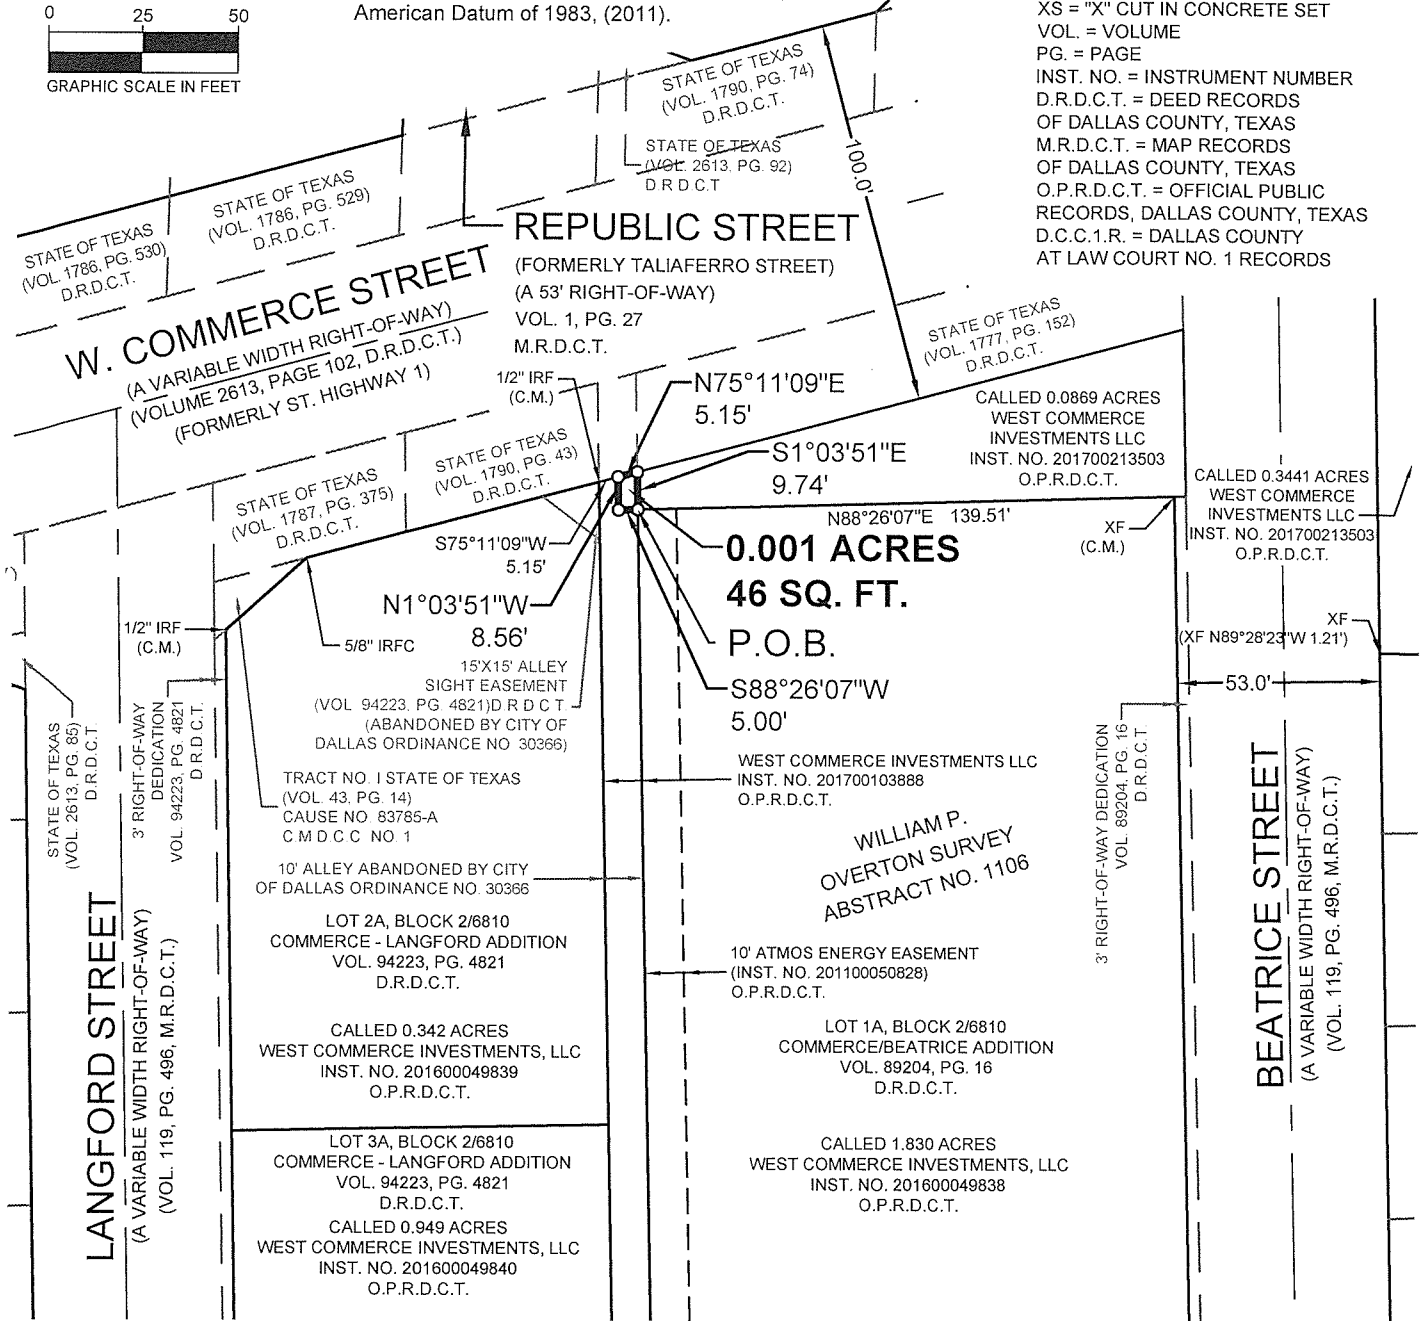 0 25 50
GRAPHIC SCALE IN FEET
American Datum of 1983, (2011).
XS = "X" CUT IN CONCRETE SET
VOL. = VOLUME
PG. = PAGE
INST. NO. = INSTRUMENT NUMBER
D.R.D.C.T. = DEED RECORDS
OF DALLAS COUNTY, TEXAS
M.R.D.C.T. = MAP RECORDS
OF DALLAS COUNTY, TEXAS
O.P.R.D.C.T. = OFFICIAL PUBLIC
RECORDS, DALLAS COUNTY, TEXAS
D.C.C.1.R. = DALLAS COUNTY
AT LAW COURT NO. 1 RECORDS
STATE OF TEXAS
(VOL. 1790, PG. 74)
D.R.D.C.T.
STATE OF TEXAS
(VOL. 2613, PG. 92)
D R D C T
100.0'
STATE OF TEXAS
(VOL. 1786, PG. 530)
D.R.D.C.T.
STATE OF TEXAS
(VOL. 1786, PG. 529)
D.R.D.C.T.
REPUBLIC STREET
(FORMERLY TALIAFERRO STREET)
(A 53' RIGHT-OF-WAY)
VOL. 1, PG. 27
M.R.D.C.T.
W. COMMERCE STREET
(A VARIABLE WIDTH RIGHT-OF-WAY)
(VOLUME 2613, PAGE 102, D.R.D.C.T.)
(FORMERLY ST. HIGHWAY 1)
STATE OF TEXAS
(VOL. 1777, PG. 152)
D.R.D.C.T.
1/2" IRF
(C.M.)
N75°11'09"E
5.15'
S1°03'51"E
9.74'
CALLED 0.0869 ACRES
WEST COMMERCE
INVESTMENTS LLC
INST. NO. 201700213503
O.P.R.D.C.T.
CALLED 0.3441 ACRES
WEST COMMERCE
INVESTMENTS LLC
INST. NO. 201700213503
O.P.R.D.C.T.
STATE OF TEXAS
(VOL. 1787, PG. 375)
D.R.D.C.T.
STATE OF TEXAS
(VOL. 1790, PG. 43)
D.R.D.C.T.
N88°26'07"E 139.51'
XF
(C.M.)
S75°11'09"W
5.15'
0.001 ACRES
46 SQ. FT.
N1°03'51"W
8.56'
P.O.B.
S88°26'07"W
5.00'
1/2" IRF
(C.M.)
5/8" IRFC
XF
(XF N89°28'23"W 1.21')
53.0'
15'X15' ALLEY
SIGHT EASEMENT
(VOL 94223, PG 4821)D R D C T
(ABANDONED BY CITY OF
DALLAS ORDINANCE NO 30366)
STATE OF TEXAS
(VOL. 2613, PG. 85)
D.R.D.C.T.
3' RIGHT-OF-WAY
DEDICATION
VOL. 94223, PG. 4821
D.R.D.C.T.
TRACT NO. I STATE OF TEXAS
(VOL. 43, PG. 14)
CAUSE NO. 83785-A
C M D C C NO. 1
WEST COMMERCE INVESTMENTS LLC
INST. NO. 201700103888
O.P.R.D.C.T.
3' RIGHT-OF-WAY DEDICATION
VOL. 89204, PG. 16
D.R.D.C.T.
WILLIAM P.
OVERTON SURVEY
ABSTRACT NO. 1106
10' ALLEY ABANDONED BY CITY
OF DALLAS ORDINANCE NO. 30366
LOT 2A, BLOCK 2/6810
COMMERCE - LANGFORD ADDITION
VOL. 94223, PG. 4821
D.R.D.C.T.
10' ATMOS ENERGY EASEMENT
(INST. NO. 201100050828)
O.P.R.D.C.T.
LANGFORD STREET
(A VARIABLE WIDTH RIGHT-OF-WAY)
(VOL. 119, PG. 496, M.R.D.C.T.)
BEATRICE STREET
(A VARIABLE WIDTH RIGHT-OF-WAY)
(VOL. 119, PG. 496, M.R.D.C.T.)
CALLED 0.342 ACRES
WEST COMMERCE INVESTMENTS, LLC
INST. NO. 201600049839
O.P.R.D.C.T.
LOT 1A, BLOCK 2/6810
COMMERCE/BEATRICE ADDITION
VOL. 89204, PG. 16
D.R.D.C.T.
LOT 3A, BLOCK 2/6810
COMMERCE - LANGFORD ADDITION
VOL. 94223, PG. 4821
D.R.D.C.T.
CALLED 0.949 ACRES
WEST COMMERCE INVESTMENTS, LLC
INST. NO. 201600049840
O.P.R.D.C.T.
CALLED 1.830 ACRES
WEST COMMERCE INVESTMENTS, LLC
INST. NO. 201600049838
O.P.R.D.C.T.